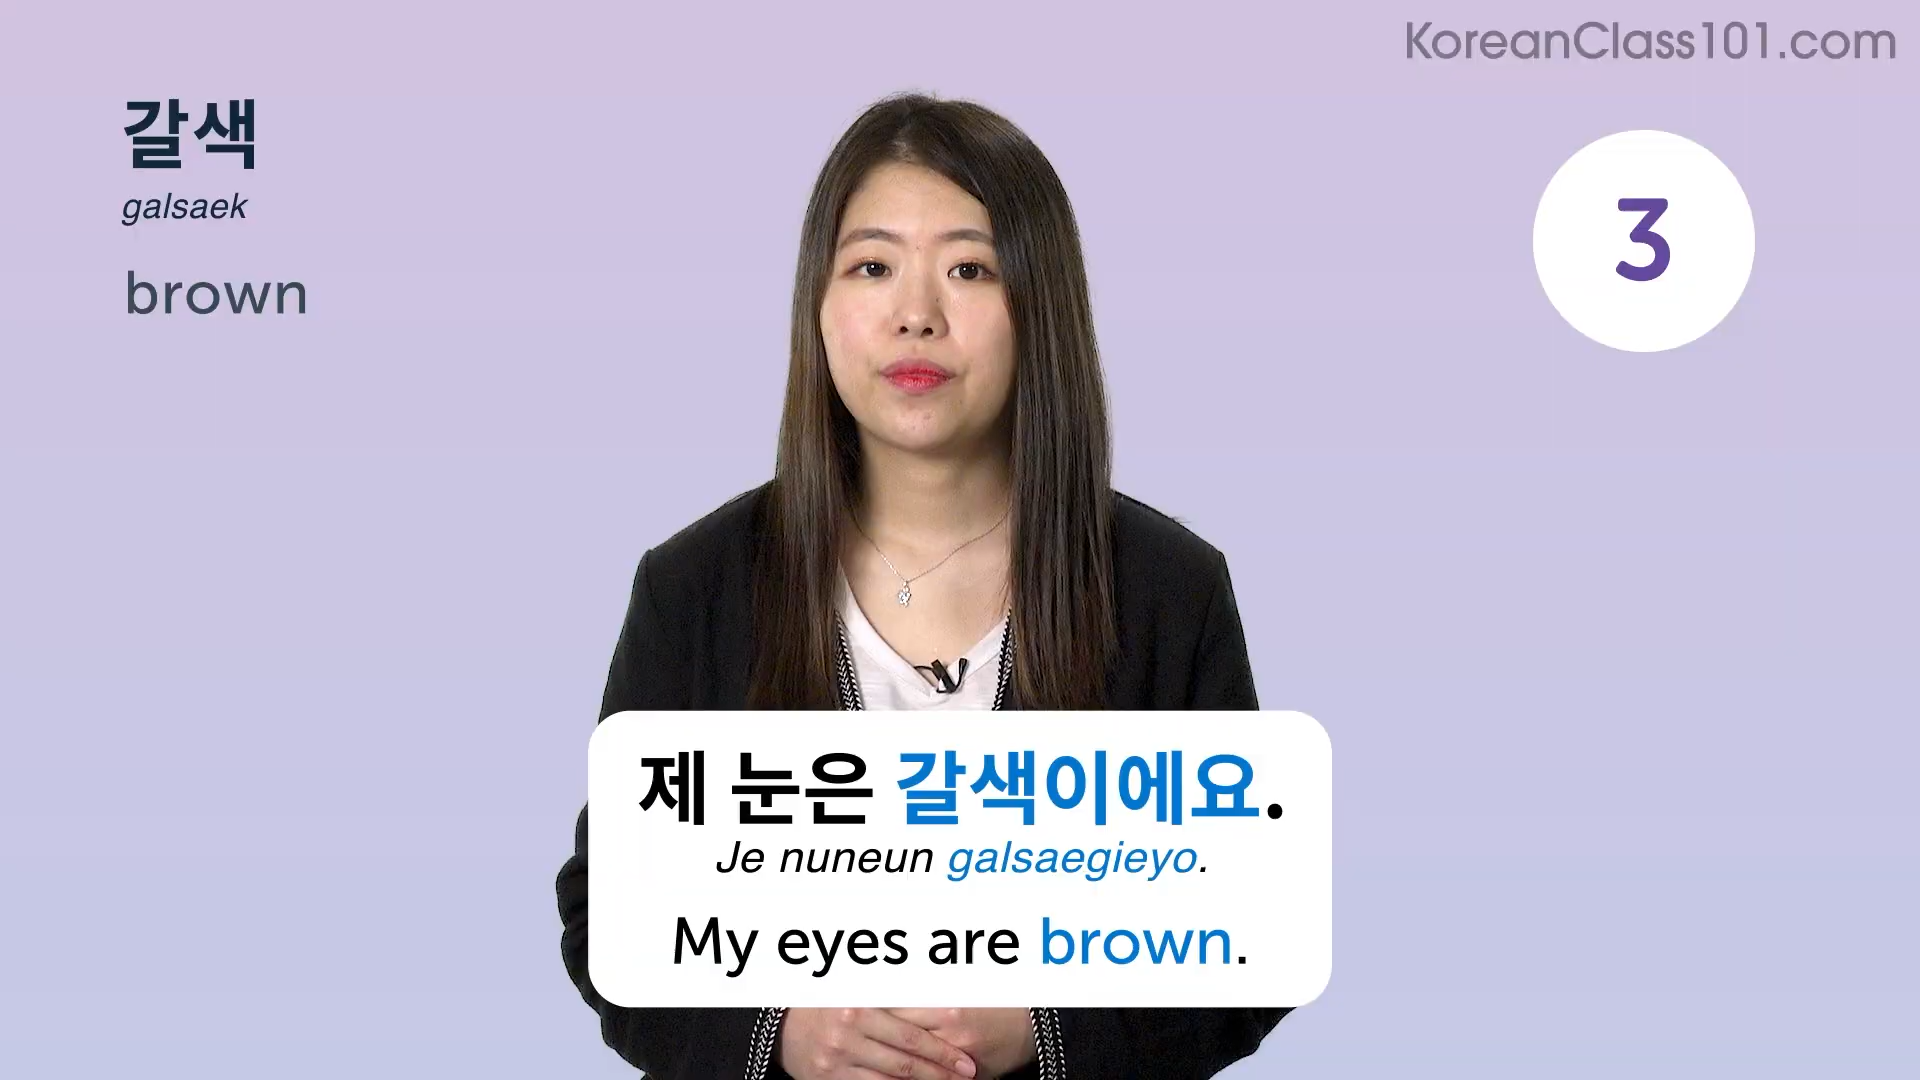 KoreanClass101.com
갈색
galsaek
brown
3
제 눈은 갈색이에요.
Je nuneun galsaegieyo.
My eyes are brown.